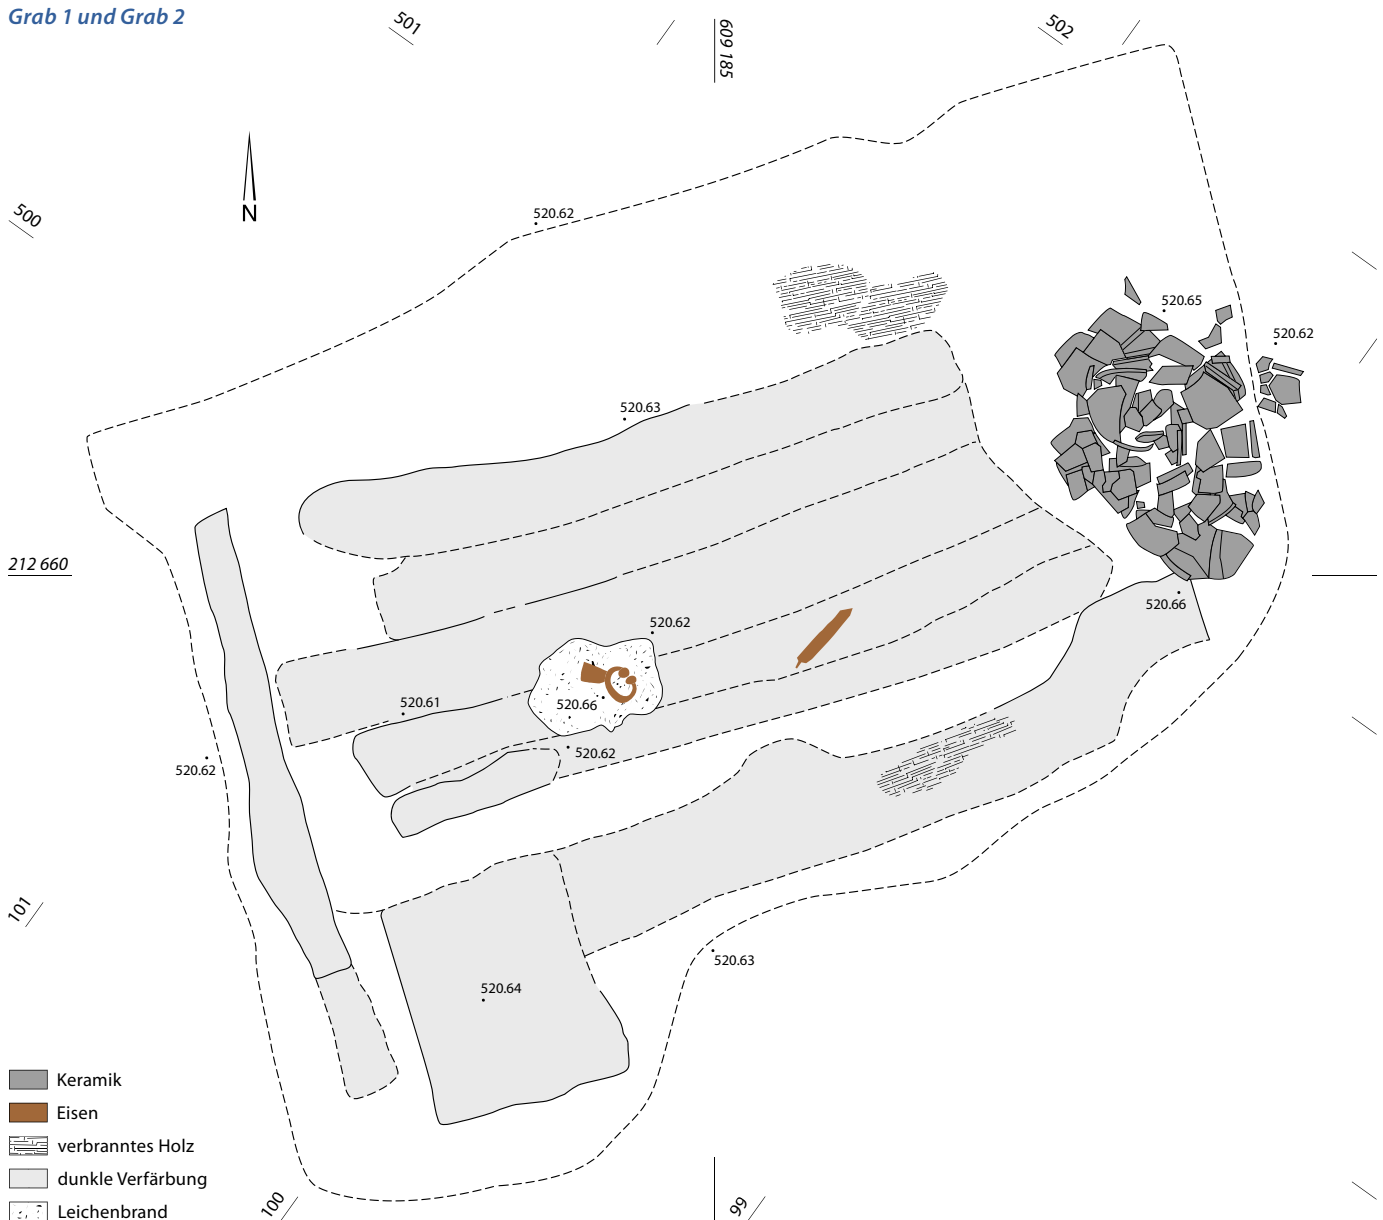 Grab 1 und Grab 2
501
609 185
502
500
N
520.62
520.65
520.62
520.63
212 660
520.66
520.62
520.61
520.66
520.62
520.62
101
520.63
520.64
Keramik
Eisen
verbranntes Holz
dunkle Verfärbung
Leichenbrand
100
99